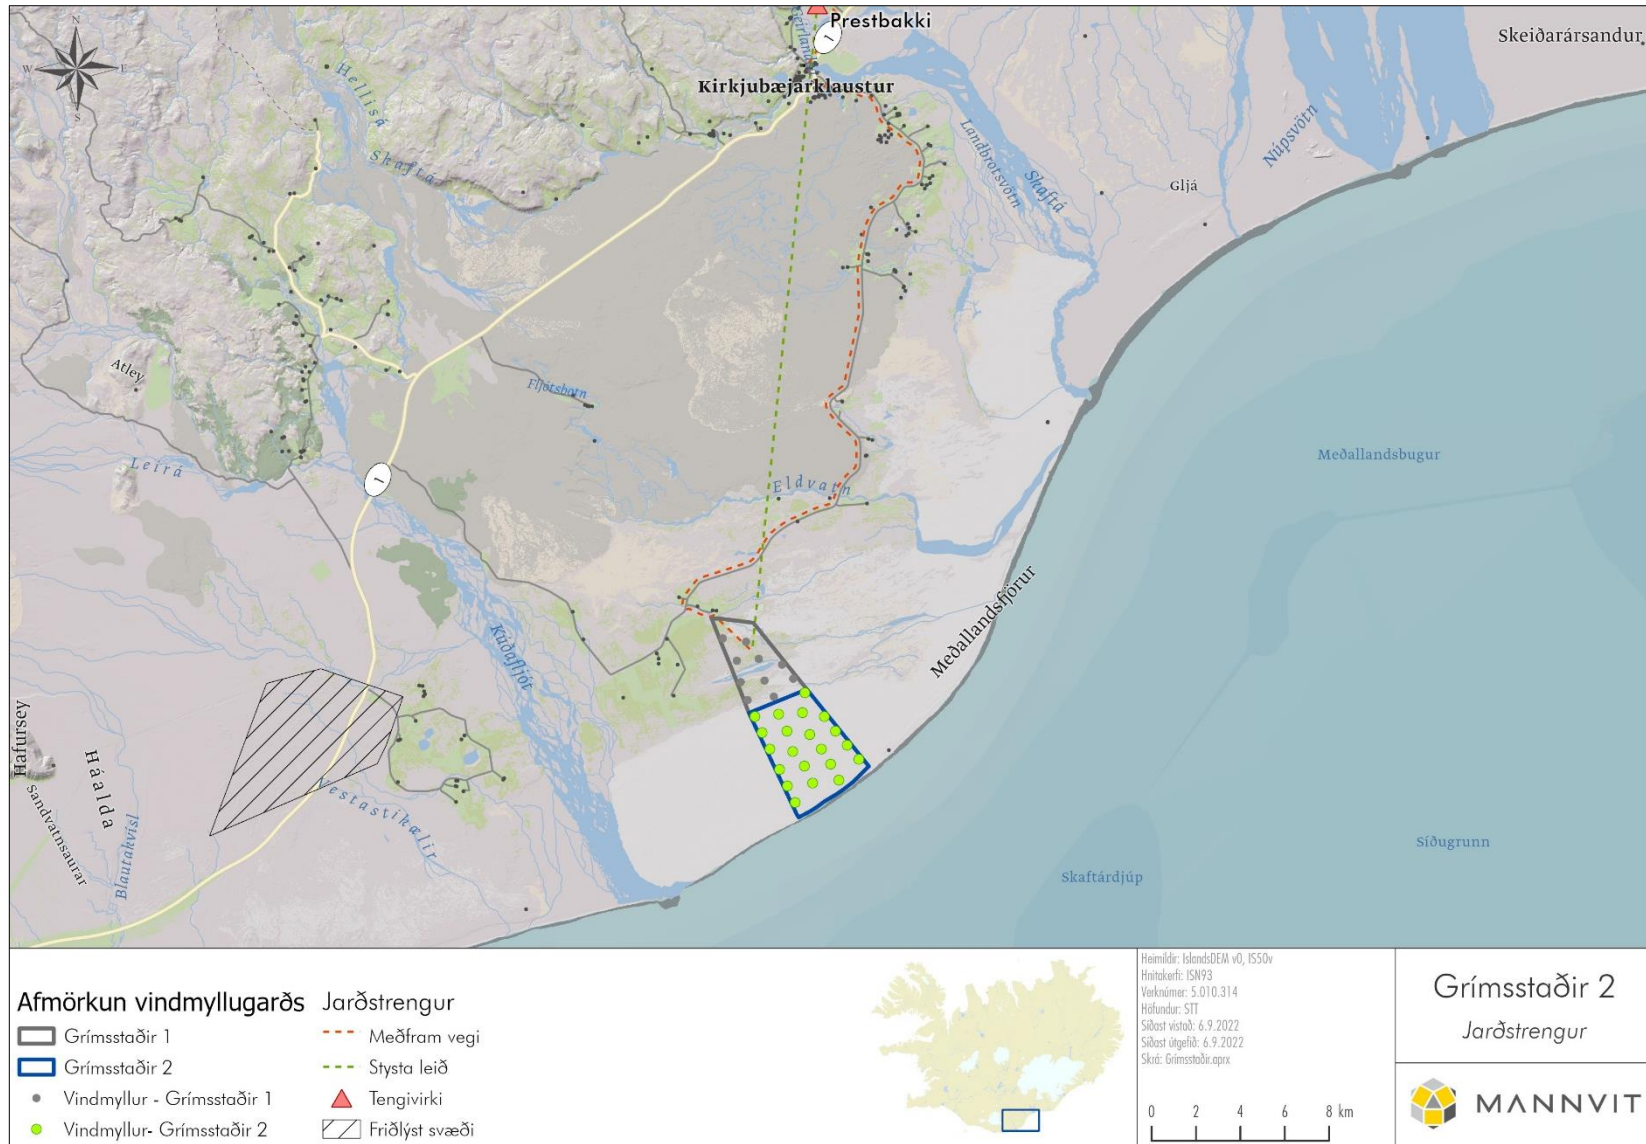 Prestbakki
Skeiðarársandur
1
Kirkjubæjarklaustur
N
W E
S
Hellisá
Skaftá
Landbrotsvötn
Skaftá
Núpsvötn
Gljá
Atley
Fljótsbotn
Meðallandsbugur
Leirá
1
Eldvatn
Kúðafljót
Meðallandsfjörur
Hafursey
Háalda
sandvatnsaurar
Blautakvísl
Vestastikælir
Síðugrunn
Skaftárdjúp
Afmörkun vindmyllugarðs
Grímsstaðir 1
Grímsstaðir 2
Vindmyllur - Grímsstaðir 1
Vindmyllur- Grímsstaðir 2
Jarðstrengur
Meðfram vegi
Stysta leið
Tengivirki
Friðlýst svæði
Heimildir: IslandsDEM v0, IS50v
Hnitakerfi: ISN93
Verknúmer: 5.010.314
Höfundur: STT
Síðast vistað: 6.9.2022
Síðast útgefið: 6.9.2022
Skrá: Grímsstaðir.aprx
0 2 4 6 8 km
Grímsstaðir 2
Jarðstrengur
MANNVIT